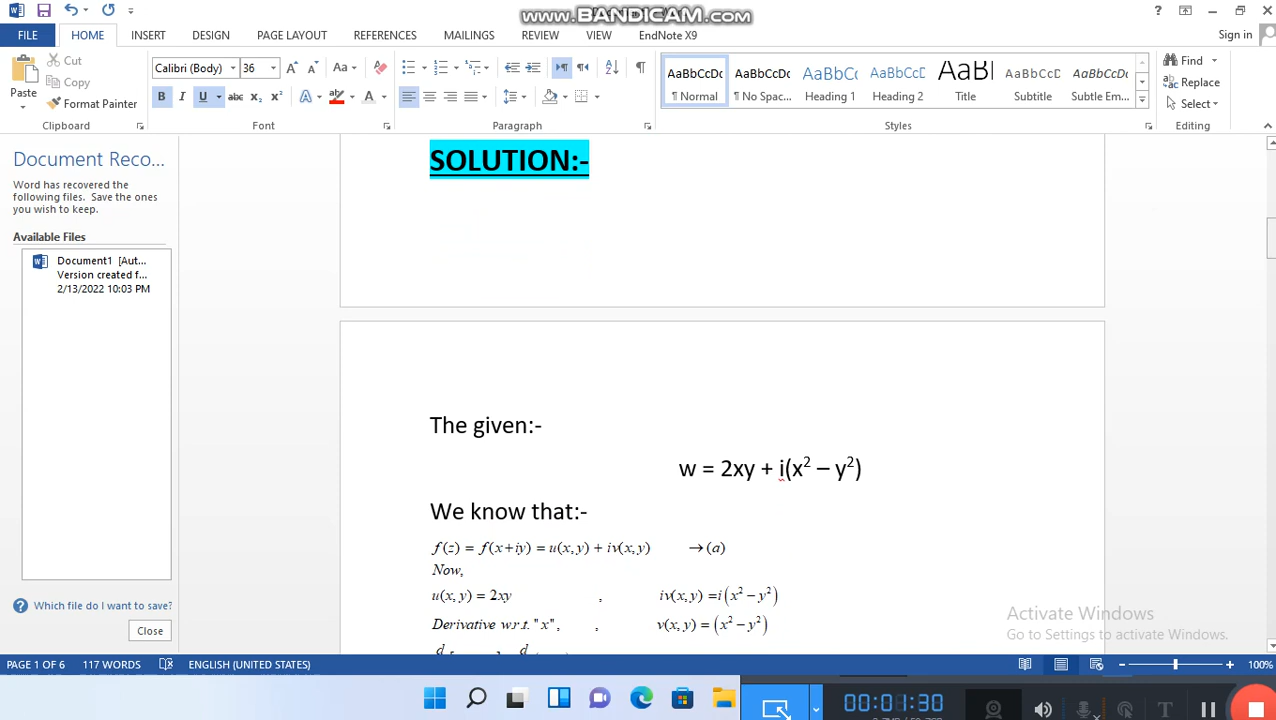 www.BANDICAM.com
Sign in
FILE HOME INSERT DESIGN PAGE LAYOUT REFERENCES MAILINGS REVIEW VIEW EndNote X9
Paste
Cut
Copy
Format Painter
Clipboard
Calibri (Body) 36
Font
Paragraph
AaBbCcDc AaBbCcDc AaBbCc AaBbCcD AaBl AaBbCcD AaBbCcDc
¶ Normal ¶ No Spac... Heading 1 Heading 2 Title Subtitle Subtle Em...
Styles
Find
Replace
Select
Editing
Document Reco...
Word has recovered the
following files. Save the ones
you wish to keep.
Available Files
Document1 [Aut...
Version created f...
2/13/2022 10:03 PM
Which file do I want to save?
Close
SOLUTION:-
The given:-
w = 2xy + i(x² – y²)
We know that:-
f(z) = f(x+iy) = u(x,y) + iv(x,y) →(a)
Now,
u(x, y) = 2xy , iv(x,y) =i(x²−y²)
Derivative w.r.t. "x", , v(x,y) = (x²−y²)
Activate Windows
Go to Settings to activate Windows.
PAGE 1 OF 6 117 WORDS ENGLISH (UNITED STATES) 100%
00:01:30